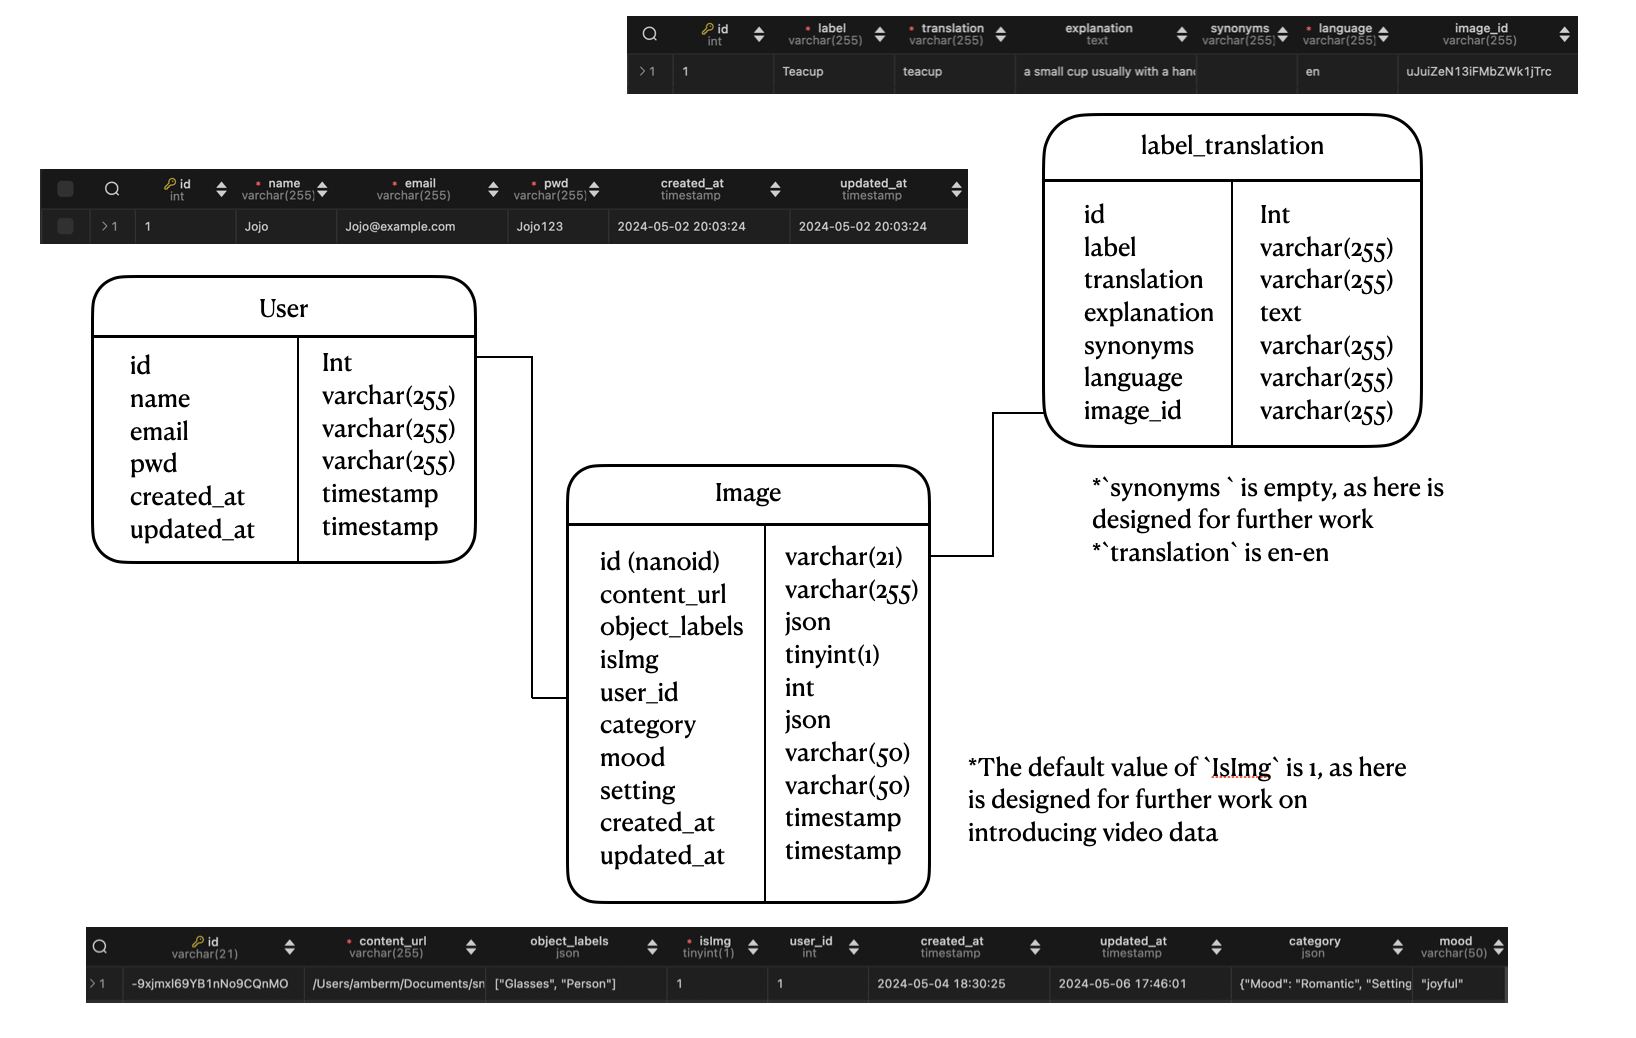 id label translation explanation synonyms language image_id
int varchar(255) varchar(255) text varchar(255) varchar(255) varchar(255)
1 1 Teacup teacup a small cup usually with a en uJuiZeN13iFMbZWk1jTrc
label_translation
id Int
label varchar(255)
translation varchar(255)
explanation text
synonyms varchar(255)
language varchar(255)
image_id varchar(255)
*`synonyms ` is empty, as here is
designed for further work
*`translation` is en-en
id name email pwd created_at updated_at
int varchar(255) varchar(255) varchar(255) timestamp timestamp
1 1 Jojo Jojo@example.com Jojo123 2024-05-02 20:03:24 2024-05-02 20:03:24
User
id Int
name varchar(255)
email varchar(255)
pwd varchar(255)
created_at timestamp
updated_at timestamp
Image
id (nanoid) varchar(21)
content_url varchar(255)
object_labels json
isImg tinyint(1)
user_id int
category json
mood varchar(50)
setting varchar(50)
created_at timestamp
updated_at timestamp
*The default value of `IsImg` is 1, as here
is designed for further work on
introducing video data
id content_url object_labels isImg user_id created_at updated_at category mood
varchar(21) varchar(255) json tinyint(1) int timestamp timestamp json varchar(50)
1 -9xjmxl69YB1nNo9CQnMO /Users/amberm/Documents/sn ["Glasses", "Person"] 1 1 2024-05-04 18:30:25 2024-05-06 17:46:01 {"Mood": "Romantic", "Setting "joyful"